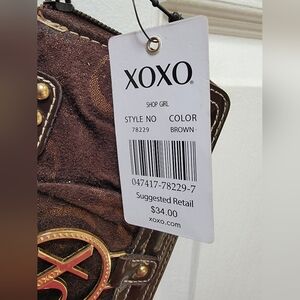 XOXO
SHOP GIRL
STYLE NO COLOR
78229 BROWN
047417-78229-7
Suggested Retail
$34.00
xoxo.com